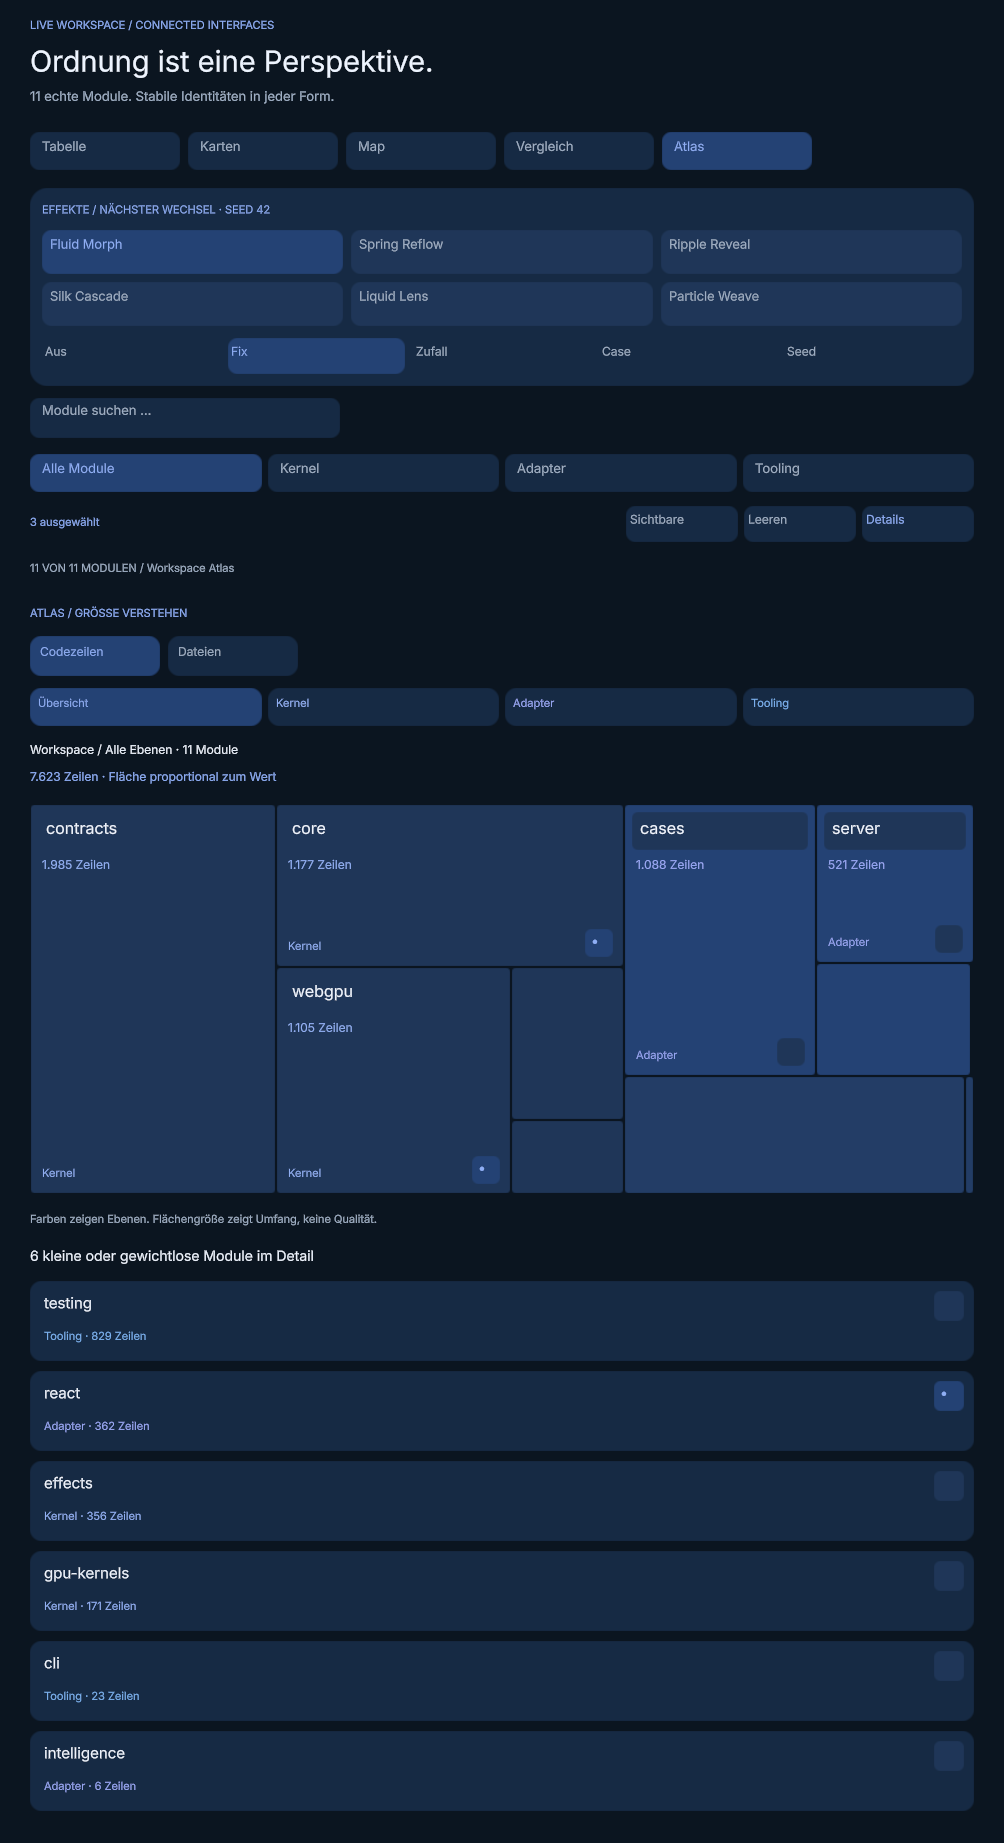 LIVE WORKSPACE / CONNECTED INTERFACES
Ordnung ist eine Perspektive.
11 echte Module. Stabile Identitäten in jeder Form.
Tabelle Karten Map Vergleich Atlas
EFFEKTE / NÄCHSTER WECHSEL · SEED 42
Fluid Morph Spring Reflow Ripple Reveal
Silk Cascade Liquid Lens Particle Weave
Aus Fix Zufall Case Seed
Module suchen ...
Alle Module Kernel Adapter Tooling
3 ausgewählt Sichtbare Leeren Details
11 VON 11 MODULEN / Workspace Atlas
ATLAS / GRÖSSE VERSTEHEN
Codezeilen Dateien
Übersicht Kernel Adapter Tooling
Workspace / Alle Ebenen · 11 Module
7.623 Zeilen · Fläche proportional zum Wert
contracts
1.985 Zeilen
Kernel
core
1.177 Zeilen
Kernel
webgpu
1.105 Zeilen
Kernel
cases
1.088 Zeilen
Adapter
server
521 Zeilen
Adapter
Farben zeigen Ebenen. Flächengröße zeigt Umfang, keine Qualität.
6 kleine oder gewichtlose Module im Detail
testing
Tooling · 829 Zeilen
react
Adapter · 362 Zeilen
effects
Kernel · 356 Zeilen
gpu-kernels
Kernel · 171 Zeilen
cli
Tooling · 23 Zeilen
intelligence
Adapter · 6 Zeilen